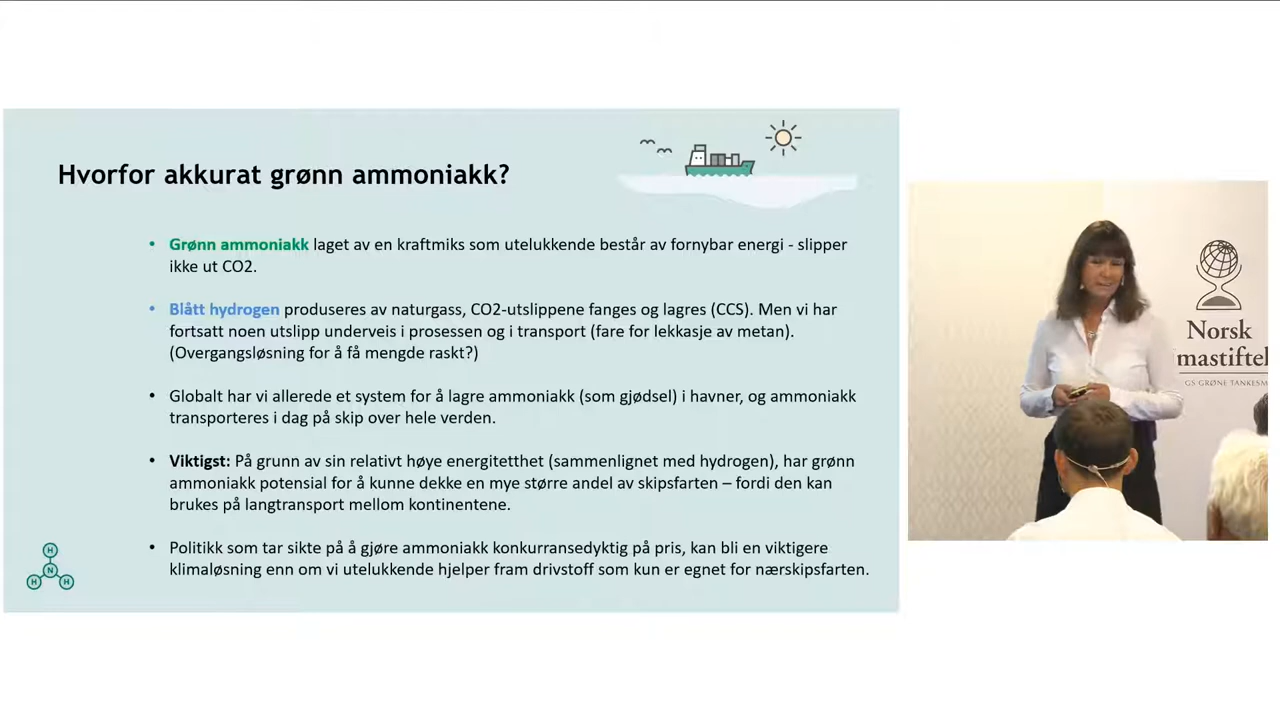 Hvorfor akkurat grønn ammoniakk?
• Grønn ammoniakk laget av en kraftmiks som utelukkende består av fornybar energi - slipper
ikke ut CO2.
• Blått hydrogen produseres av naturgass, CO2-utslippene fanges og lagres (CCS). Men vi har
fortsatt noen utslipp underveis i prosessen og i transport (fare for lekkasje av metan).
(Overgangsløsning for å få mengde raskt?)
• Globalt har vi allerede et system for å lagre ammoniakk (som gjødsel) i havner, og ammoniakk
transporteres i dag på skip over hele verden.
• Viktigst: På grunn av sin relativt høye energitetthet (sammenlignet med hydrogen), har grønn
ammoniakk potensial for å kunne dekke en mye større andel av skipsfarten – fordi den kan
brukes på langtransport mellom kontinentene.
• Politikk som tar sikte på å gjøre ammoniakk konkurransedyktig på pris, kan bli en viktigere
klimaløsning enn om vi utelukkende hjelper fram drivstoff som kun er egnet for nærskipsfarten.
H
N
H H
Norsk
mastiftel
GS GRØNE TANKESM